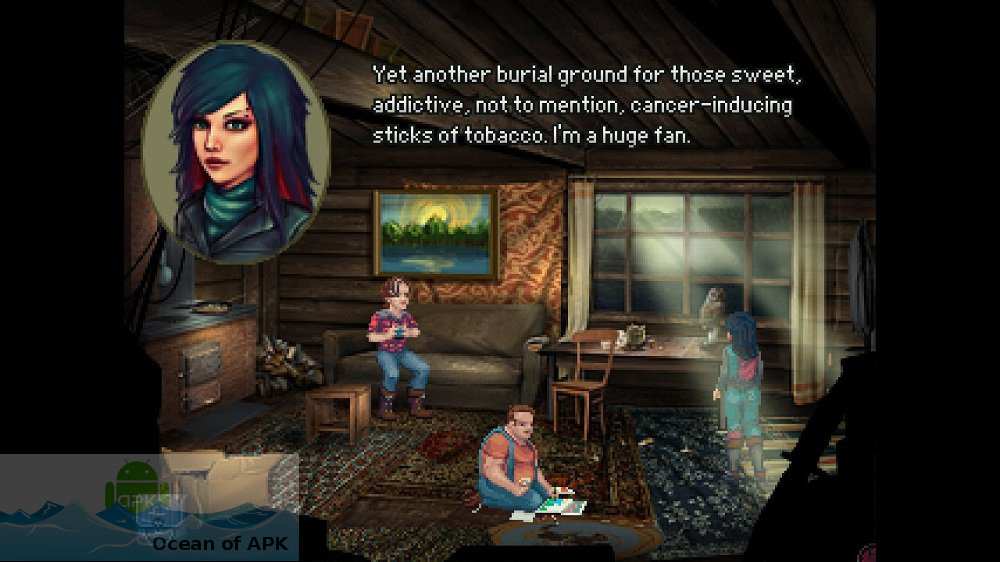 Yet another burial ground for those sweet,
addictive, not to mention, cancer-inducing
sticks of tobacco. I'm a huge fan.
Ocean of APK